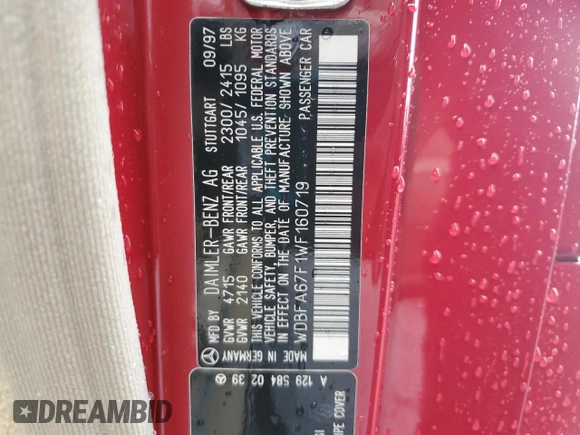 MADE IN GERMANY DAIMLER-BENZ AG STUTTGART 09/97
GVWR 4715 GAWR FRONT/REAR 2300/ 2415 LBS
GVWR 2140 GAWR FRONT/REAR 1045/ 1095 KG
THIS VEHICLE CONFORMS TO ALL APPLICABLE U.S. FEDERAL MOTOR
VEHICLE SAFETY, BUMPER, AND THEFT PREVENTION STANDARDS
IN EFFECT ON THE DATE OF MANUFACTURE SHOWN ABOVE
WDBFA67F1WF160719 PASSENGER CAR
A 129 584 02 39
DREAMBID